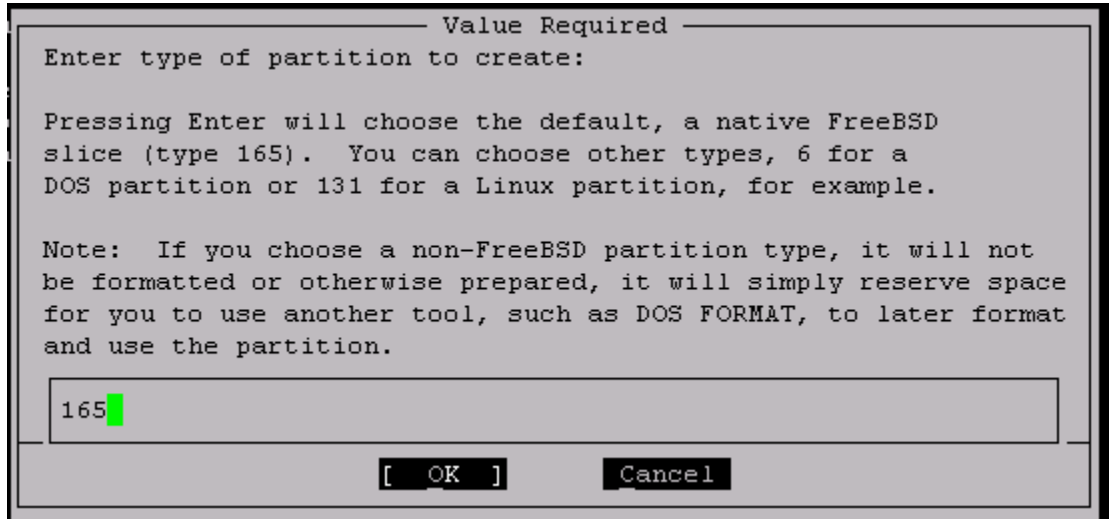 Value Required
Enter type of partition to create:
Pressing Enter will choose the default, a native FreeBSD
slice (type 165).  You can choose other types, 6 for a
DOS partition or 131 for a Linux partition, for example.
Note:  If you choose a non-FreeBSD partition type, it will not
be formatted or otherwise prepared, it will simply reserve space
for you to use another tool, such as DOS FORMAT, to later format
and use the partition.
165
[  OK  ] Cancel